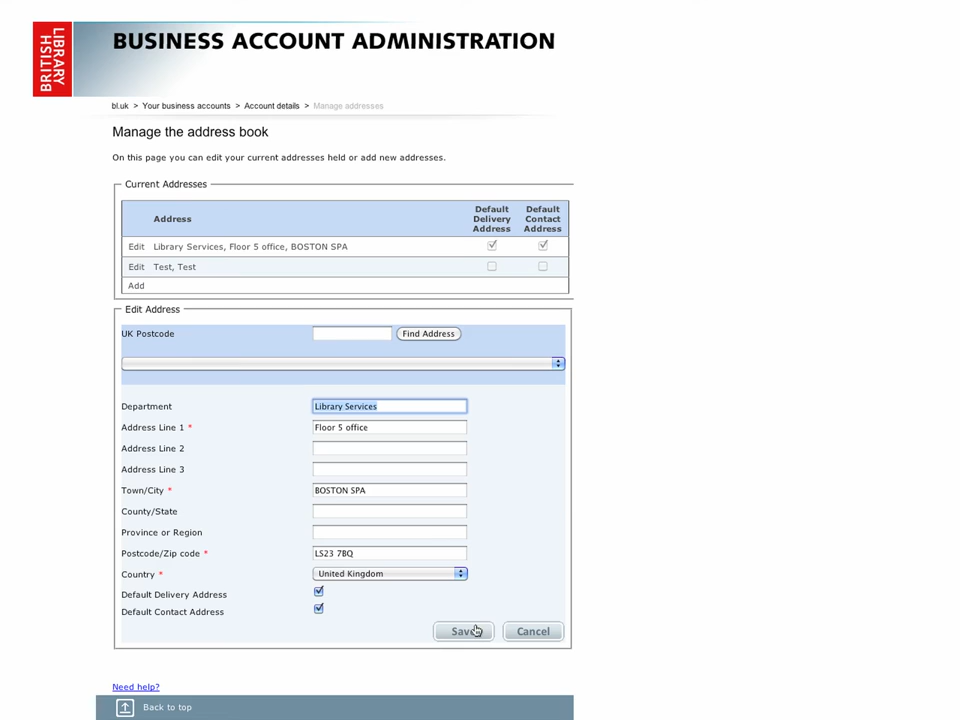 BRITISH
LIBRARY
BUSINESS ACCOUNT ADMINISTRATION
bl.uk > Your business accounts > Account details > Manage addresses
Manage the address book
On this page you can edit your current addresses held or add new addresses.
Current Addresses
Address Default Delivery Address Default Contact Address
Edit Library Services, Floor 5 office, BOSTON SPA
Edit Test, Test
Add
Edit Address
UK Postcode Find Address
Department Library Services
Address Line 1 * Floor 5 office
Address Line 2
Address Line 3
Town/City * BOSTON SPA
County/State
Province or Region
Postcode/Zip code * LS23 7BQ
Country * United Kingdom
Default Delivery Address
Default Contact Address
Save Cancel
Need help?
Back to top